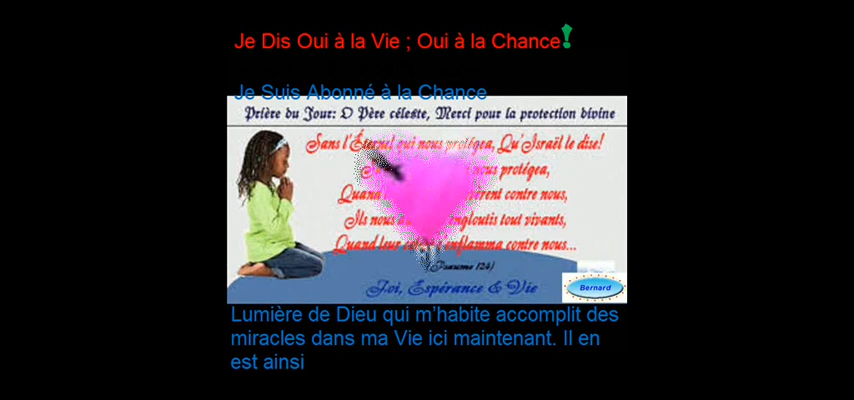 Je Dis Oui à la Vie ; Oui à la Chance!
Je Suis Abonné à la Chance
Prière du Jour: O Père céleste, Merci pour la protection divine
Sans l'Éternel qui nous protégea, Qu'Israël le dise!
nous protégea,
Quand contre nous,
Ils nous engloutis tout vivants,
Quand leur enflamma contre nous...
(Psaume 124)
Foi, Espérance & Vie
Bernard
Lumière de Dieu qui m'habite accomplit des
miracles dans ma Vie ici maintenant. Il en
est ainsi